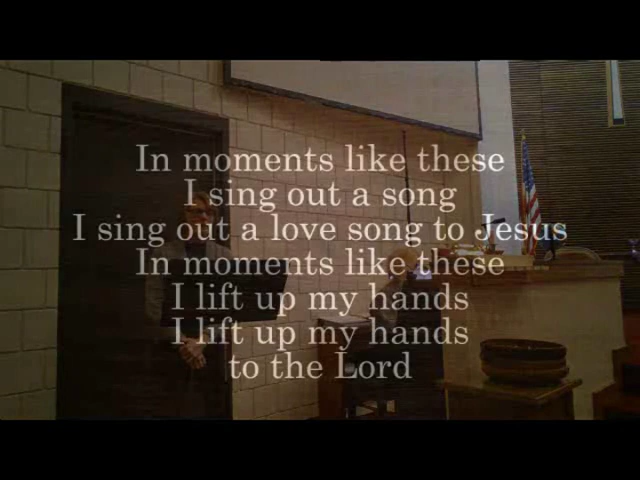 In moments like these
I sing out a song
I sing out a love song to Jesus
In moments like these
I lift up my hands
I lift up my hands
to the Lord